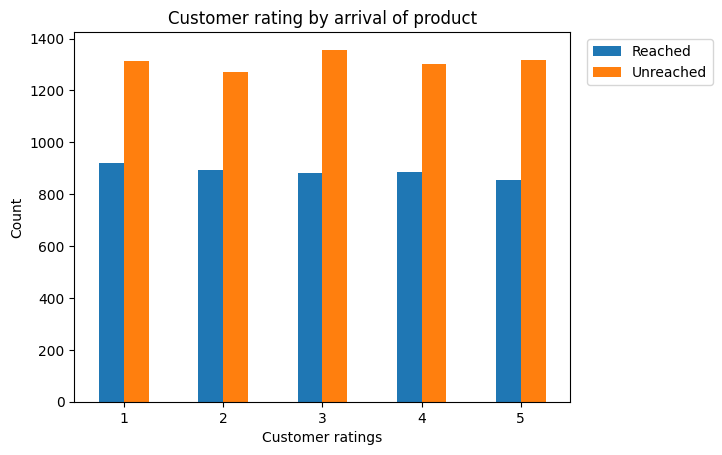 Customer rating by arrival of product
Reached
Unreached
Count
1400
1200
1000
800
600
400
200
0
1 2 3 4 5
Customer ratings